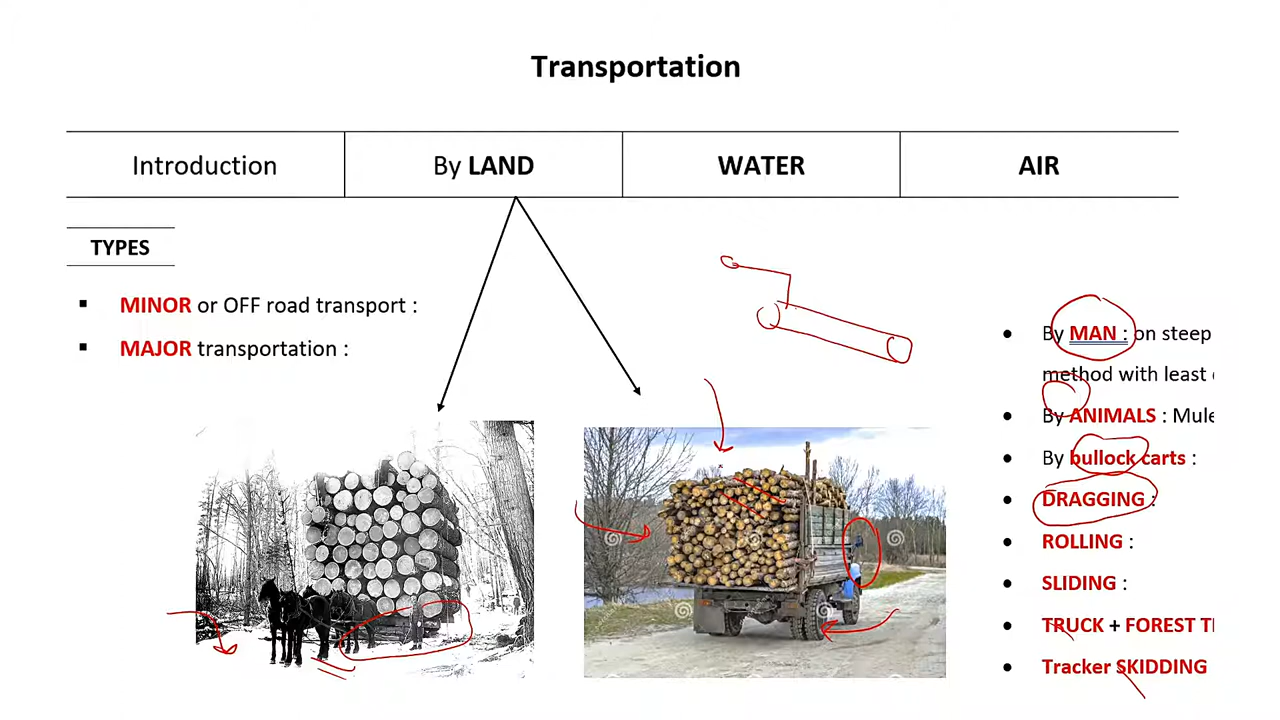 Transportation
Introduction
By LAND
WATER
AIR
TYPES
▪ MINOR or OFF road transport :
▪ MAJOR transportation :
• By MAN : on steep
method with least
• By ANIMALS : Mule
• By bullock carts :
• DRAGGING :
• ROLLING :
• SLIDING :
• TRUCK + FOREST
• Tracker SKIDDING